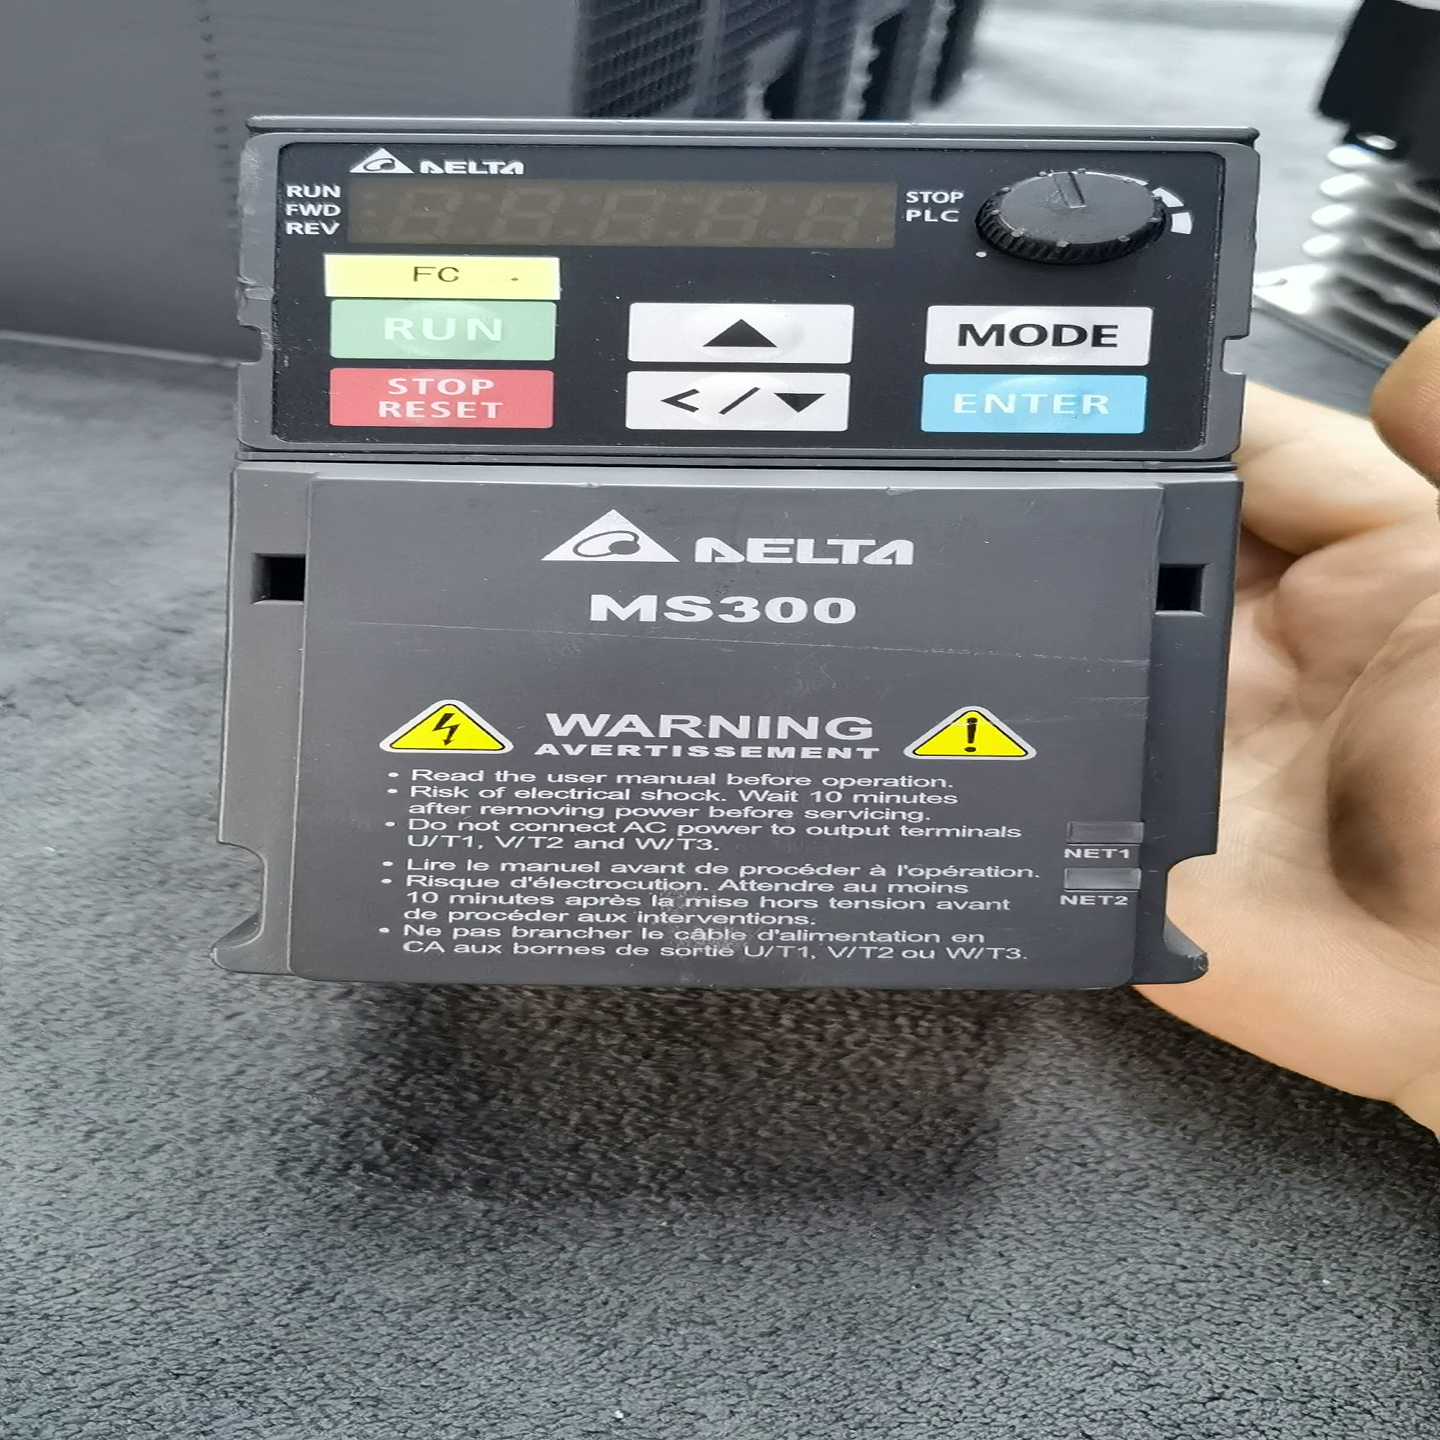 DELTA
RUN
FWD
REV
STOP
PLC
FC
RUN
MODE
STOP
RESET
</
ENTER
DELTA
MS300
WARNING
AVERTISSEMENT
• Read the user manual before operation.
• Risk of electrical shock. Wait 10 minutes
after removing power before servicing.
• Do not connect AC power to output terminals
U/T1, V/T2 and W/T3.
• Lire le manuel avant de procéder à l'opération.
• Risque d'électrocution. Attendre au moins
10 minutes après la mise hors tension avant
de procéder aux interventions.
• Ne pas brancher le câble d'alimentation en
CA aux bornes de sortie U/T1, V/T2 ou W/T3.
NET1
NET2